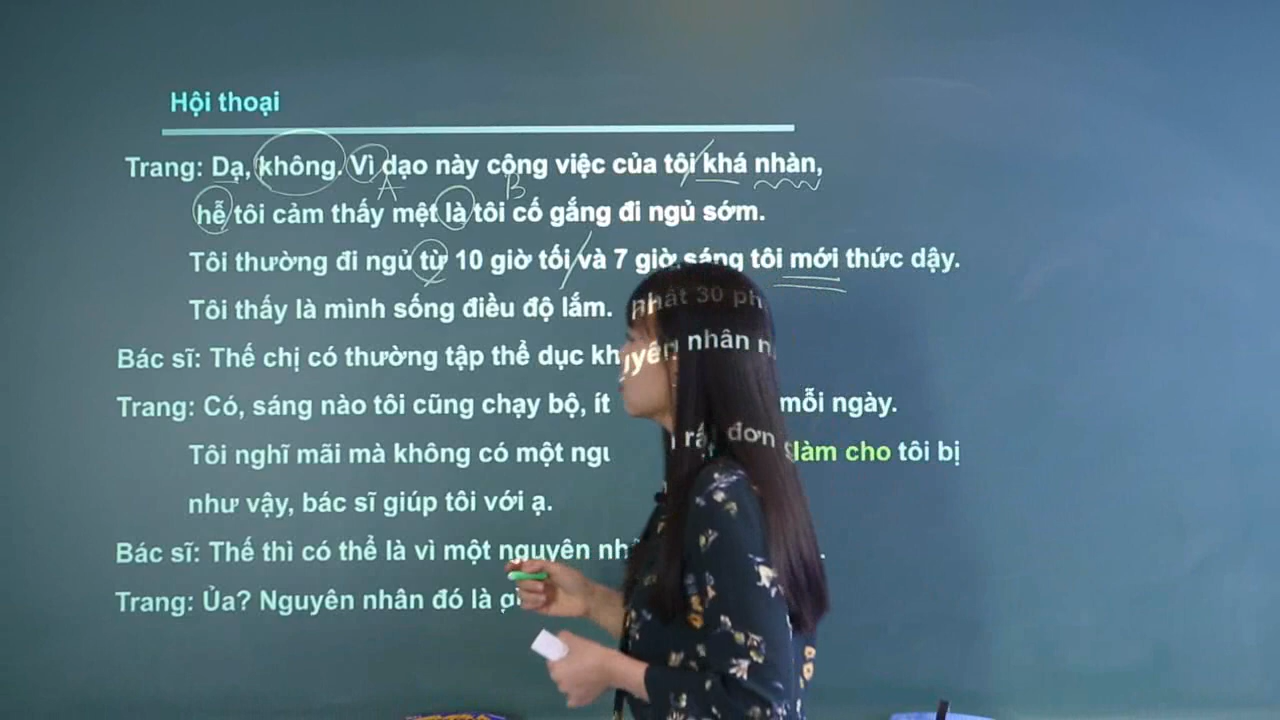 Hội thoại
Trang: Dạ, không. Vì dạo này công việc của tôi khá nhàn,
A B
hễ tôi cảm thấy mệt là tôi cố gắng đi ngủ sớm.
Tôi thường đi ngủ từ 10 giờ tối và 7 giờ sáng tôi mới thức dậy.
Tôi thấy là mình sống điều độ lắm.
Bác sĩ: Thế chị có thường tập thể dục
Trang: Có, sáng nào tôi cũng chạy bộ, ít nhất 30 mỗi ngày.
Tôi nghĩ mãi mà không có một nhân làm cho tôi bị
như vậy, bác sĩ giúp tôi với ạ.
Bác sĩ: Thế thì có thể là vì một nguyên đơn
Trang: Ủa? Nguyên nhân đó là